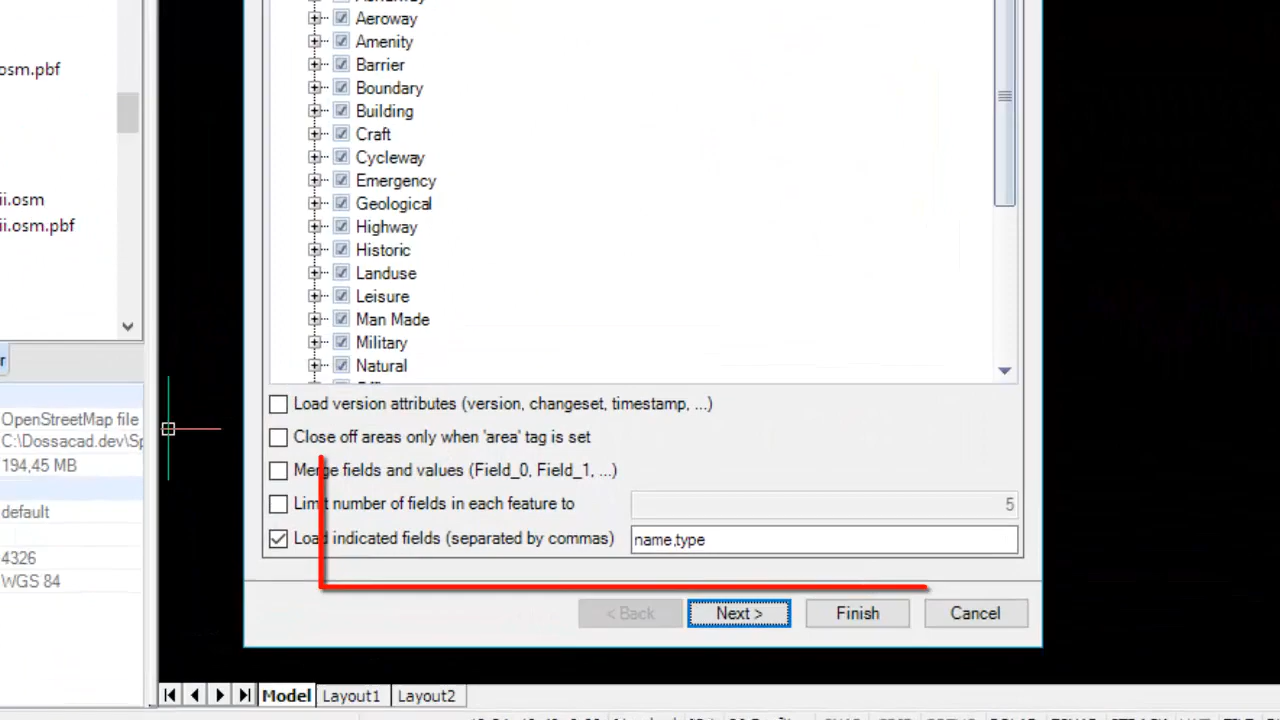 Aeroway
Amenity
Barrier
Boundary
Building
Craft
Cycleway
Emergency
Geological
Highway
Historic
Landuse
Leisure
Man Made
Military
Natural
osm.pbf
ii.osm
ii.osm.pbf
r
OpenStreetMap file
C:\Dossacad.dev\Sp
194,45 MB
default
4326
WGS 84
Load version attributes (version, changeset, timestamp, ...)
Close off areas only when 'area' tag is set
Merge fields and values (Field_0, Field_1, ...)
Limit number of fields in each feature to 5
Load indicated fields (separated by commas) name,type
< Back Next > Finish Cancel
Model Layout1 Layout2